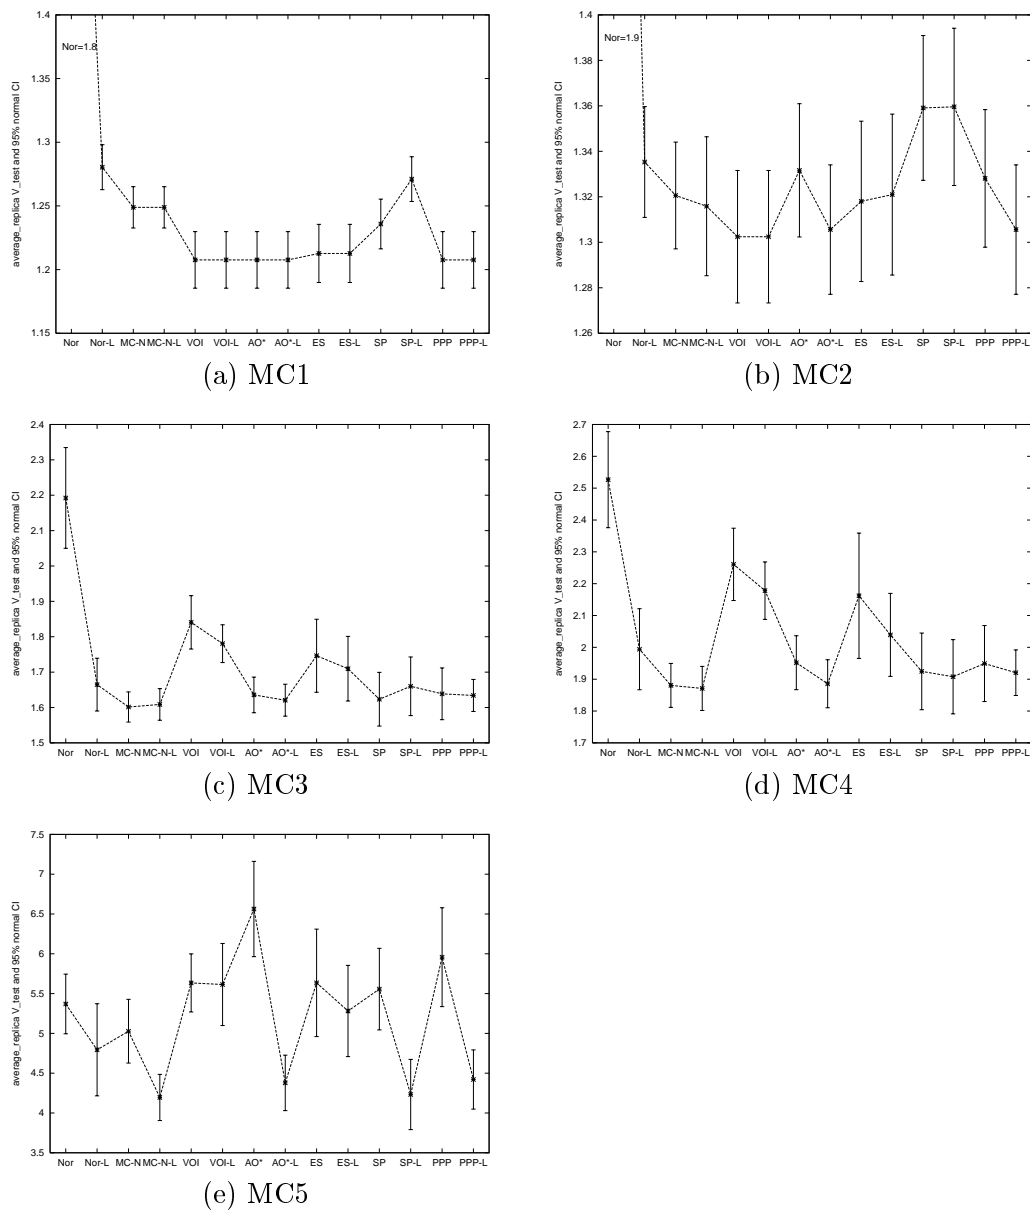 1.4
1.35
1.3
1.25
1.2
1.15
average_replica V_test and 95% normal CI
Nor=1.8
Nor Nor-L MC-N MC-N-L VOI VOI-L AO* AO*-L ES ES-L SP SP-L PPP PPP-L
(a) MC1
1.4
1.38
1.36
1.34
1.32
1.3
1.28
1.26
average_replica V_test and 95% normal CI
Nor=1.9
Nor Nor-L MC-N MC-N-L VOI VOI-L AO* AO*-L ES ES-L SP SP-L PPP PPP-L
(b) MC2
2.4
2.3
2.2
2.1
2
1.9
1.8
1.7
1.6
1.5
average_replica V_test and 95% normal CI
Nor Nor-L MC-N MC-N-L VOI VOI-L AO* AO*-L ES ES-L SP SP-L PPP PPP-L
(c) MC3
2.7
2.6
2.5
2.4
2.3
2.2
2.1
2
1.9
1.8
1.7
average_replica V_test and 95% normal CI
Nor Nor-L MC-N MC-N-L VOI VOI-L AO* AO*-L ES ES-L SP SP-L PPP PPP-L
(d) MC4
7.5
7
6.5
6
5.5
5
4.5
4
3.5
average_replica V_test and 95% normal CI
Nor Nor-L MC-N MC-N-L VOI VOI-L AO* AO*-L ES ES-L SP SP-L PPP PPP-L
(e) MC5